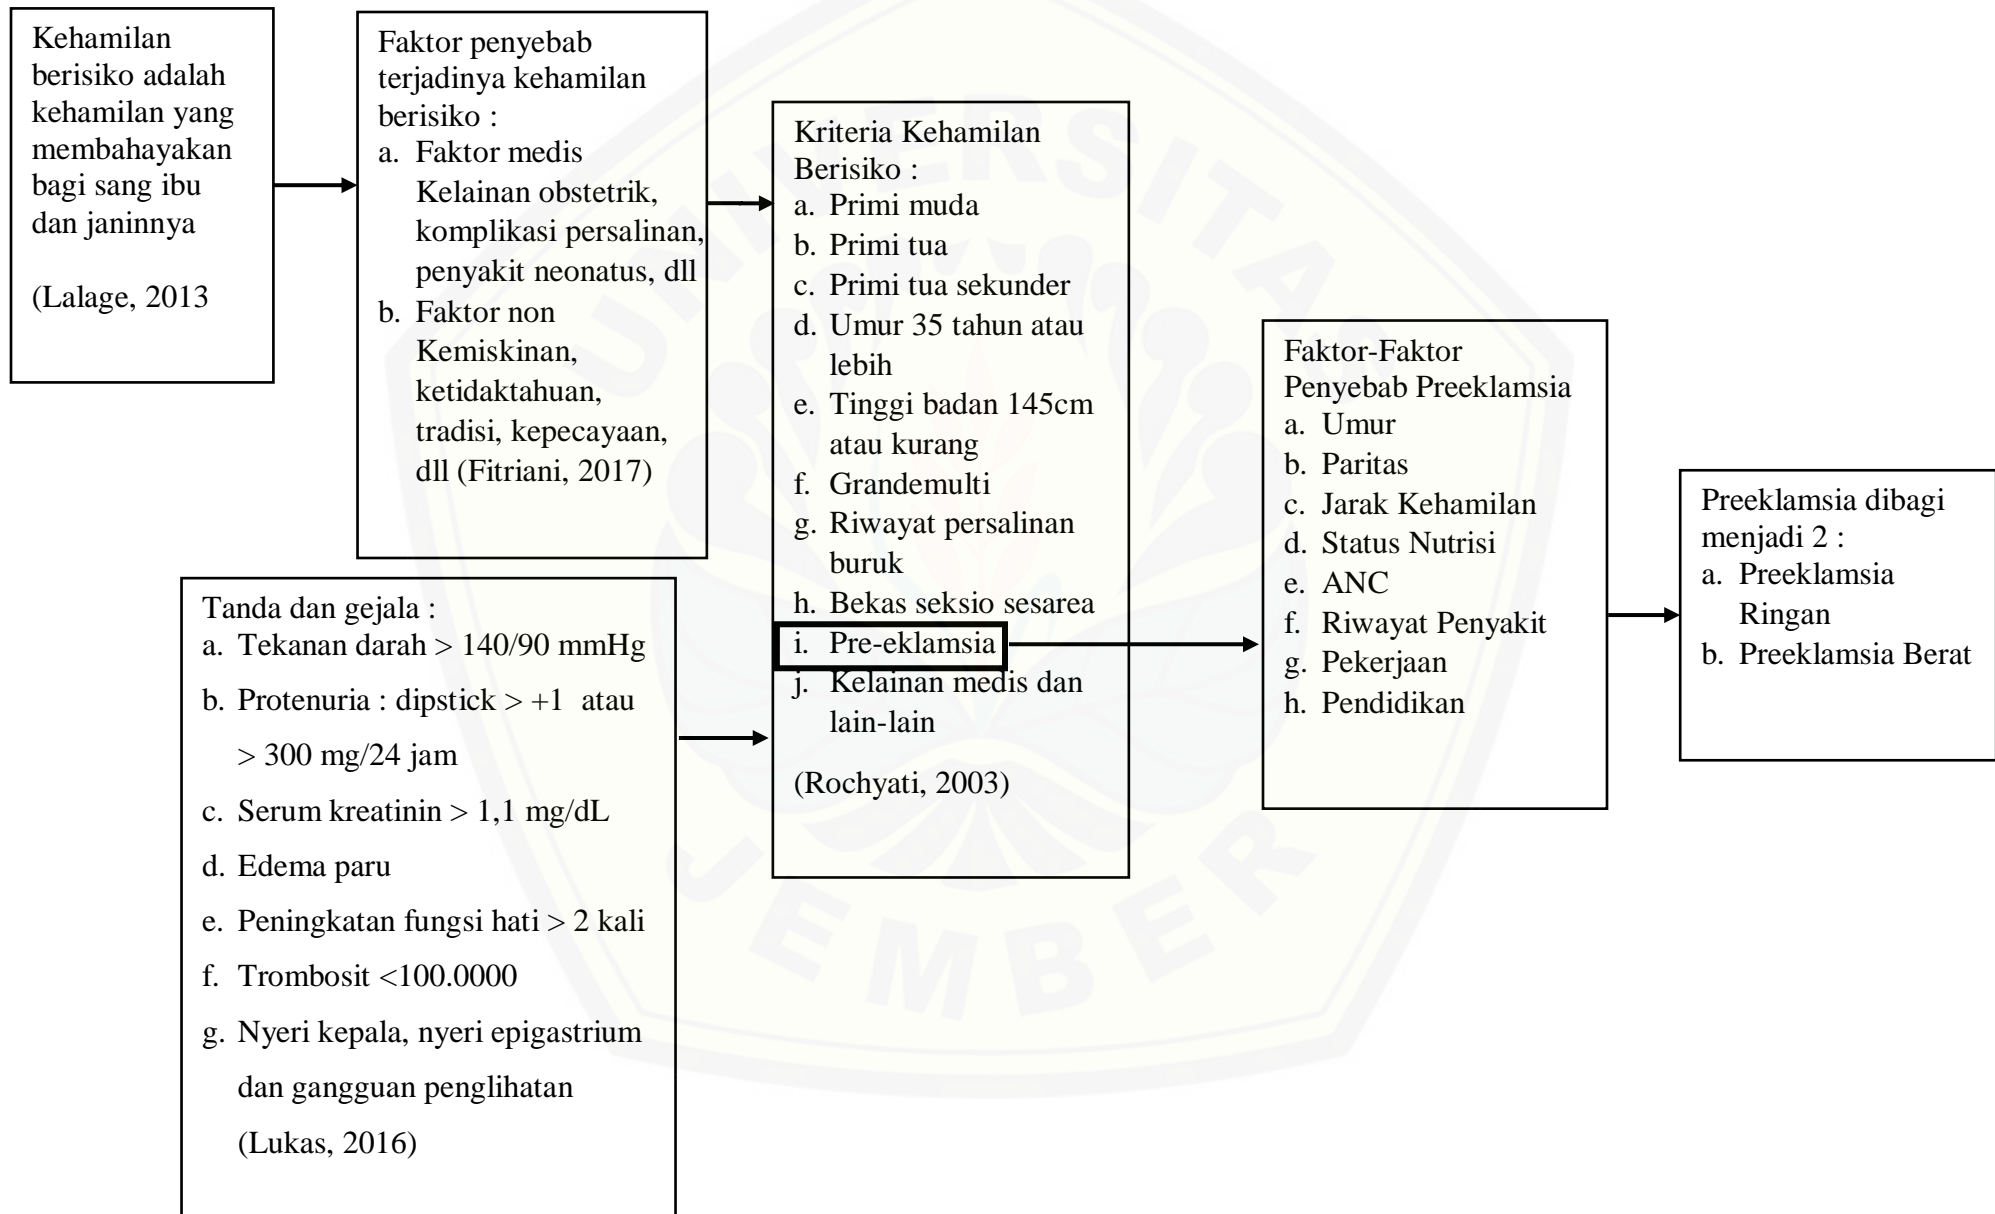 Kehamilan
berisiko adalah
kehamilan yang
membahayakan
bagi sang ibu
dan janinnya
(Lalage, 2013
Faktor penyebab
terjadinya kehamilan
berisiko :
a. Faktor medis
Kelainan obstetrik,
komplikasi persalinan,
penyakit neonatus, dll
b. Faktor non
Kemiskinan,
ketidaktahuan,
tradisi, kepecayaan,
dll (Fitriani, 2017)
Kriteria Kehamilan
Berisiko :
a. Primi muda
b. Primi tua
c. Primi tua sekunder
d. Umur 35 tahun atau
lebih
e. Tinggi badan 145cm
atau kurang
f. Grandemulti
g. Riwayat persalinan
buruk
h. Bekas seksio sesarea
i. Pre-eklamsia
j. Kelainan medis dan
lain-lain
(Rochyati, 2003)
Faktor-Faktor
Penyebab Preeklamsia
a. Umur
b. Paritas
c. Jarak Kehamilan
d. Status Nutrisi
e. ANC
f. Riwayat Penyakit
g. Pekerjaan
h. Pendidikan
Preeklamsia dibagi
menjadi 2 :
a. Preeklamsia
Ringan
b. Preeklamsia Berat
Tanda dan gejala :
a. Tekanan darah > 140/90 mmHg
b. Protenuria : dipstick > +1 atau
> 300 mg/24 jam
c. Serum kreatinin > 1,1 mg/dL
d. Edema paru
e. Peningkatan fungsi hati > 2 kali
f. Trombosit <100.0000
g. Nyeri kepala, nyeri epigastrium
dan gangguan penglihatan
(Lukas, 2016)
UNIVERSITAS
JEMBER